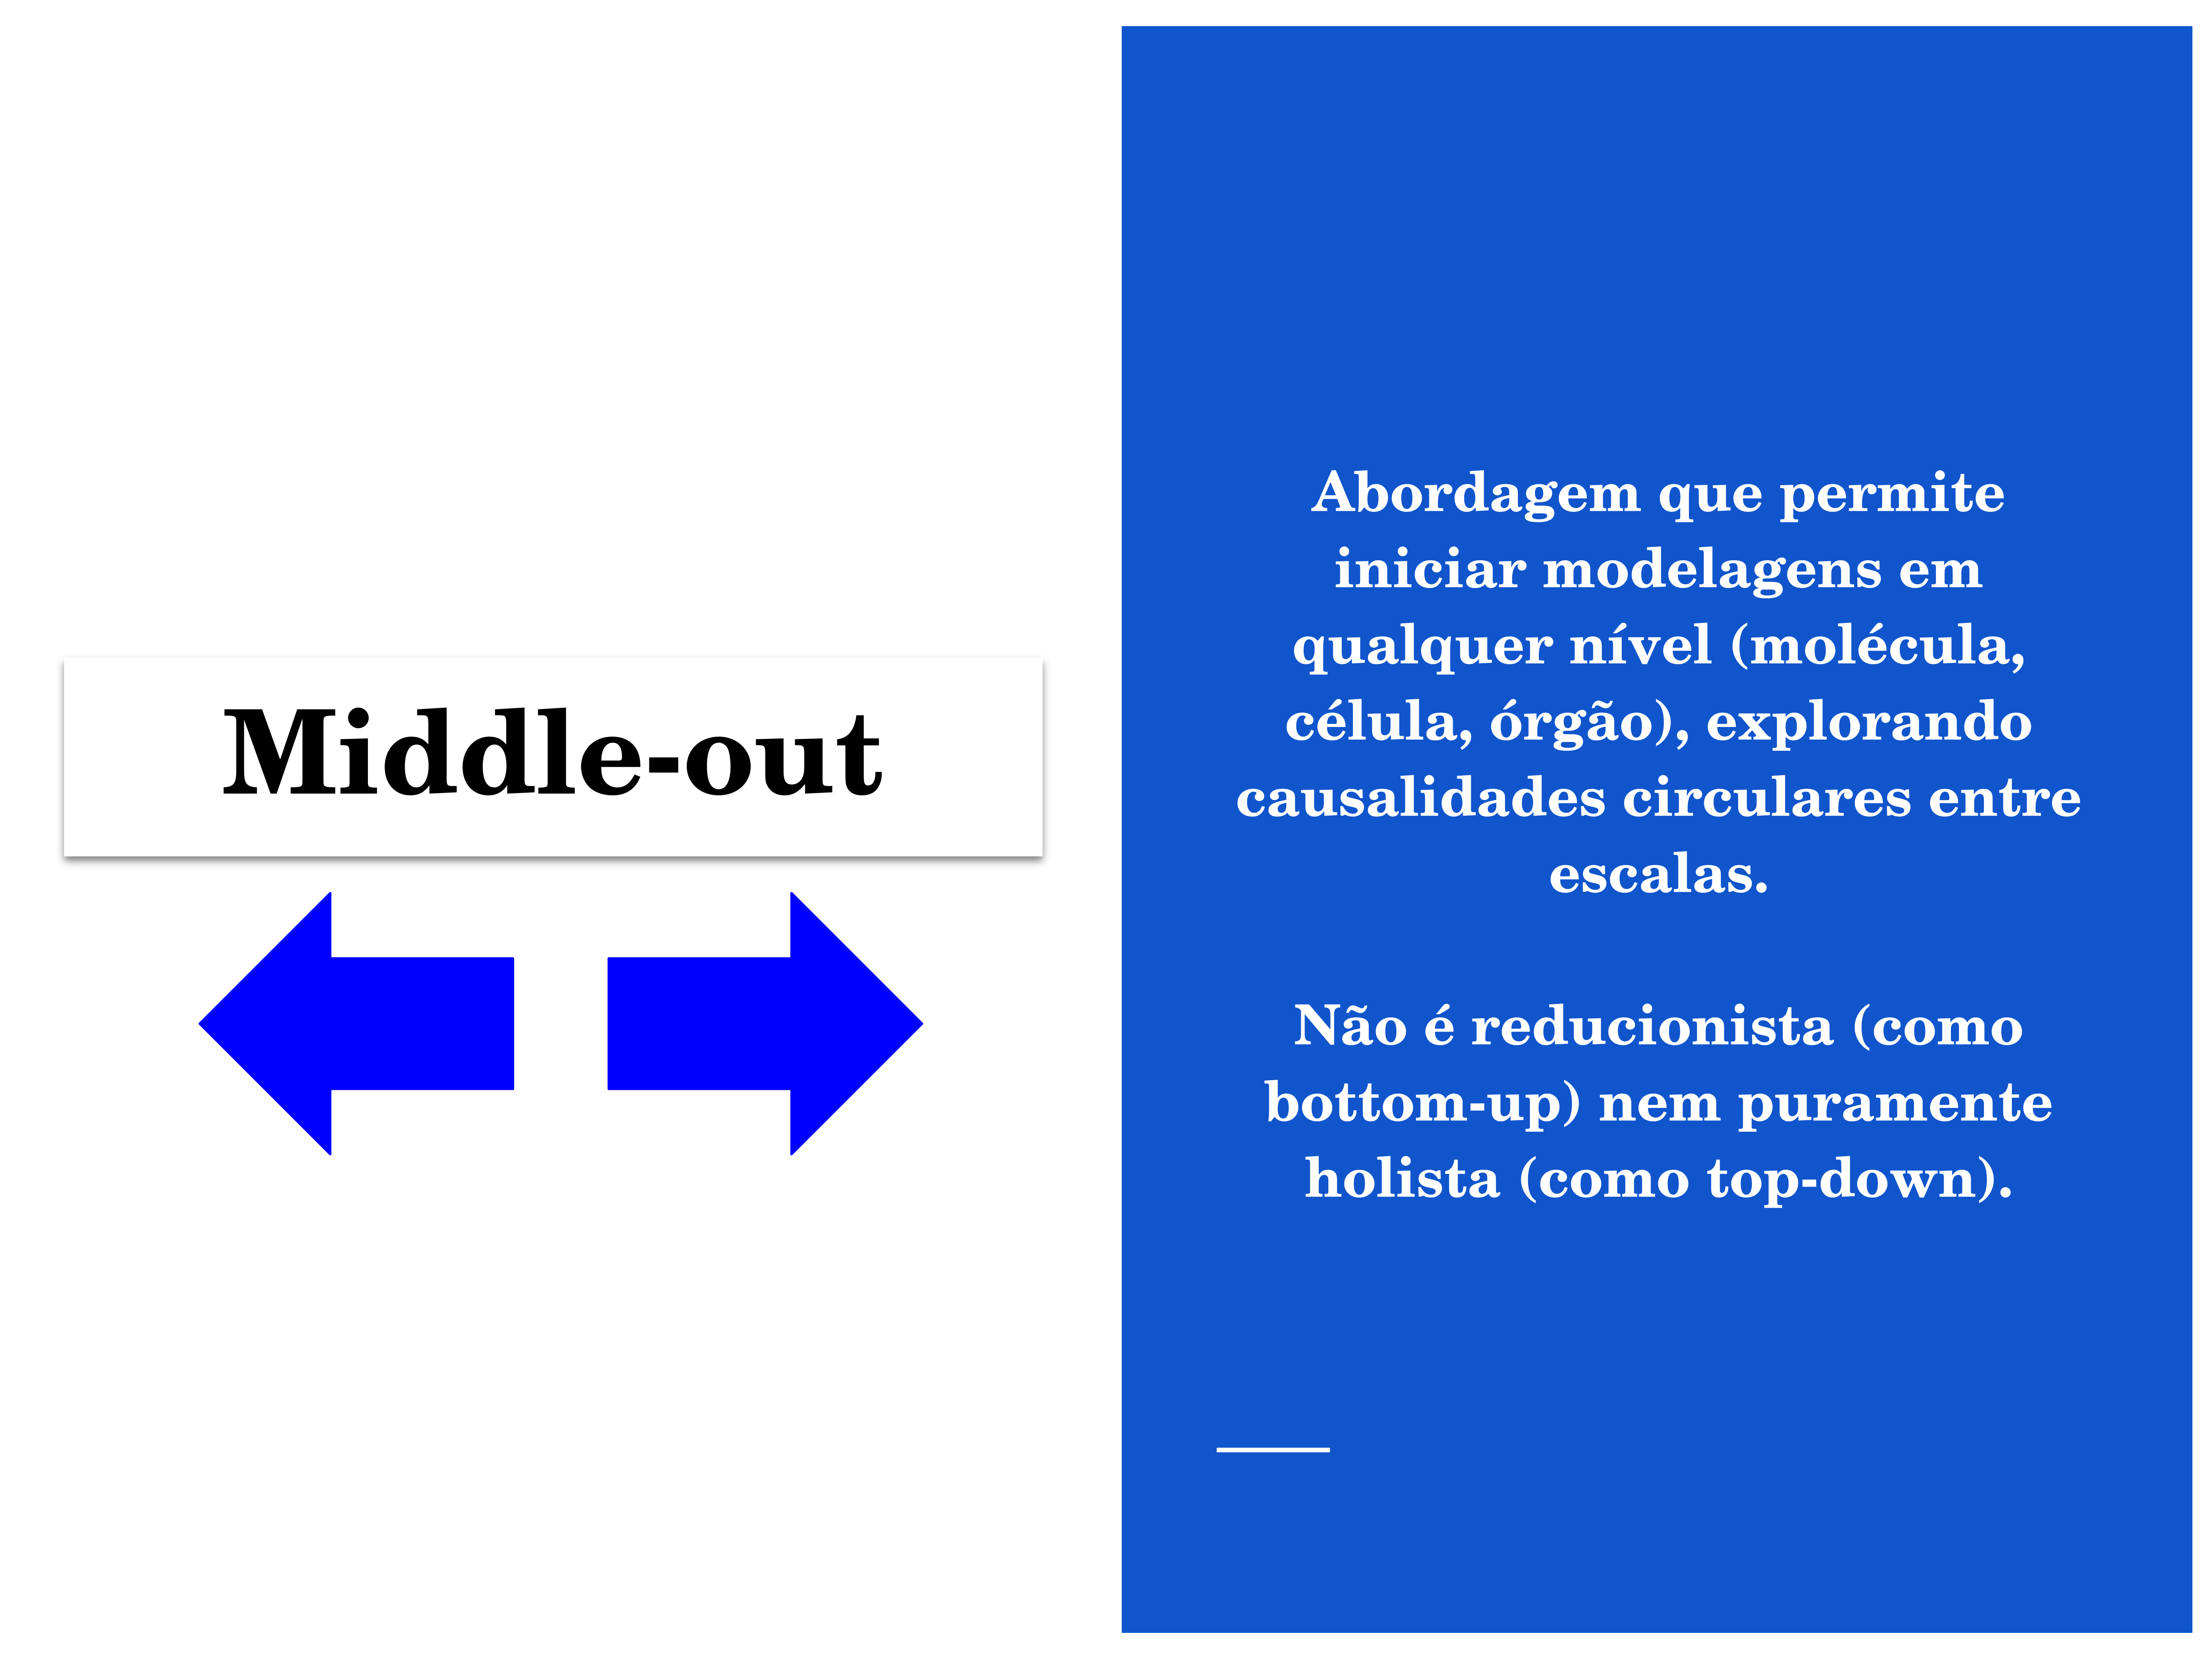 Middle-out
Abordagem que permite
iniciar modelagens em
qualquer nível (molécula,
célula, órgão), explorando
causalidades circulares entre
escalas.
Não é reducionista (como
bottom-up) nem puramente
holista (como top-down).